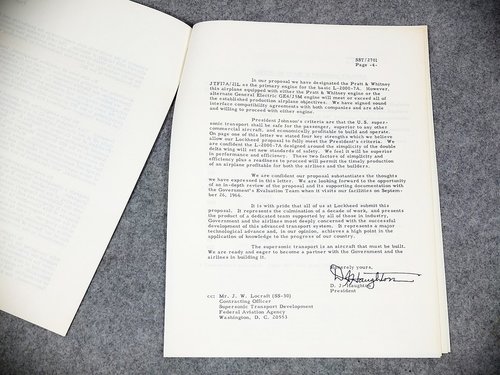 SST/2701
Page -4-
In our proposal we have designated the Pratt & Whitney
JTF17A/21L as the primary engine for the basic L-2000-7A. However,
this airplane equipped with either the Pratt & Whitney engine or the
alternate General Electric GE4/J5M engine will meet or exceed all of
the established production airplane objectives. We have signed sound
interface compatibility agreements with both companies and are able
and willing to proceed with either engine.
President Johnson's criteria are that the U.S. super-
sonic transport shall be safe for the passenger, superior to any other
commercial aircraft, and economically profitable to build and operate.
On page one of this letter we stated four key strengths which we believe
allow our Lockheed proposal to fully meet the President's criteria. We
are confident the L-2000-7A designed around the simplicity of the double
delta wing will set new standards of safety. We feel it will be superior
in performance and efficiency. These two factors of simplicity and
efficiency plus a readiness to proceed will permit the timely production
of an airplane profitable for both the airlines and the builders.
We are confident our proposal substantiates the thoughts
we have expressed in this letter. We are looking forward to the opportunity
of an in-depth review of the proposal and its supporting documentation with
the Government's Evaluation Team when it visits our facilities on Septem-
ber 26, 1966.
It is with pride that all of us at Lockheed submit this
proposal. It represents the culmination of a decade of work, and presents
the product of a dedicated team supported by all of those in industry,
Government and the airlines most deeply concerned with the successful
development of this advanced transport system. It represents a major
technological advance and, in our opinion, achieves a high point in the
application of knowledge to the progress of our country.
The supersonic transport is an aircraft that must be built.
We are ready and eager to become a partner with the Government and the
airlines in building it.
Sincerely yours,
D. J. Haughton
D. J. Haughton
President
cc: Mr. J. W. Locraft [SS-30]
Contracting Officer
Supersonic Transport Development
Federal Aviation Agency
Washington, D. C. 20553